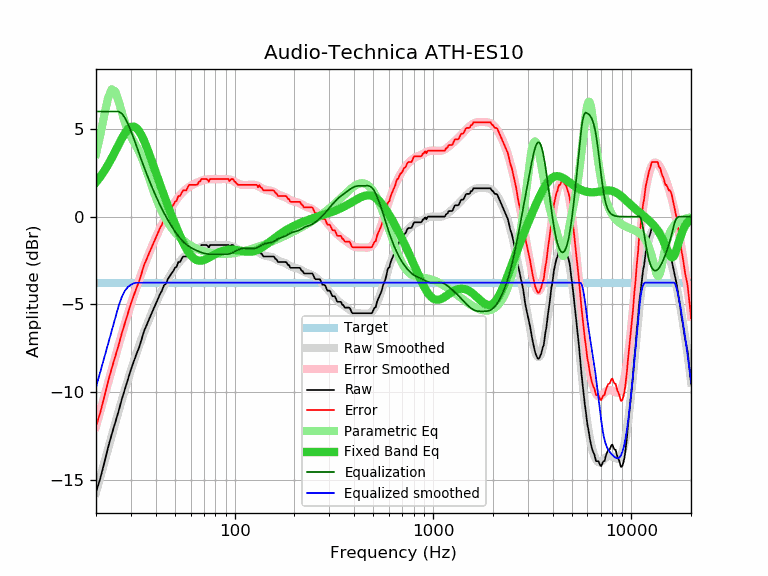 Audio-Technica ATH-ES10
Amplitude (dBr)
5
0
−5
−10
−15
Target
Raw Smoothed
Error Smoothed
Raw
Error
Parametric Eq
Fixed Band Eq
Equalization
Equalized smoothed
100
1000
10000
Frequency (Hz)